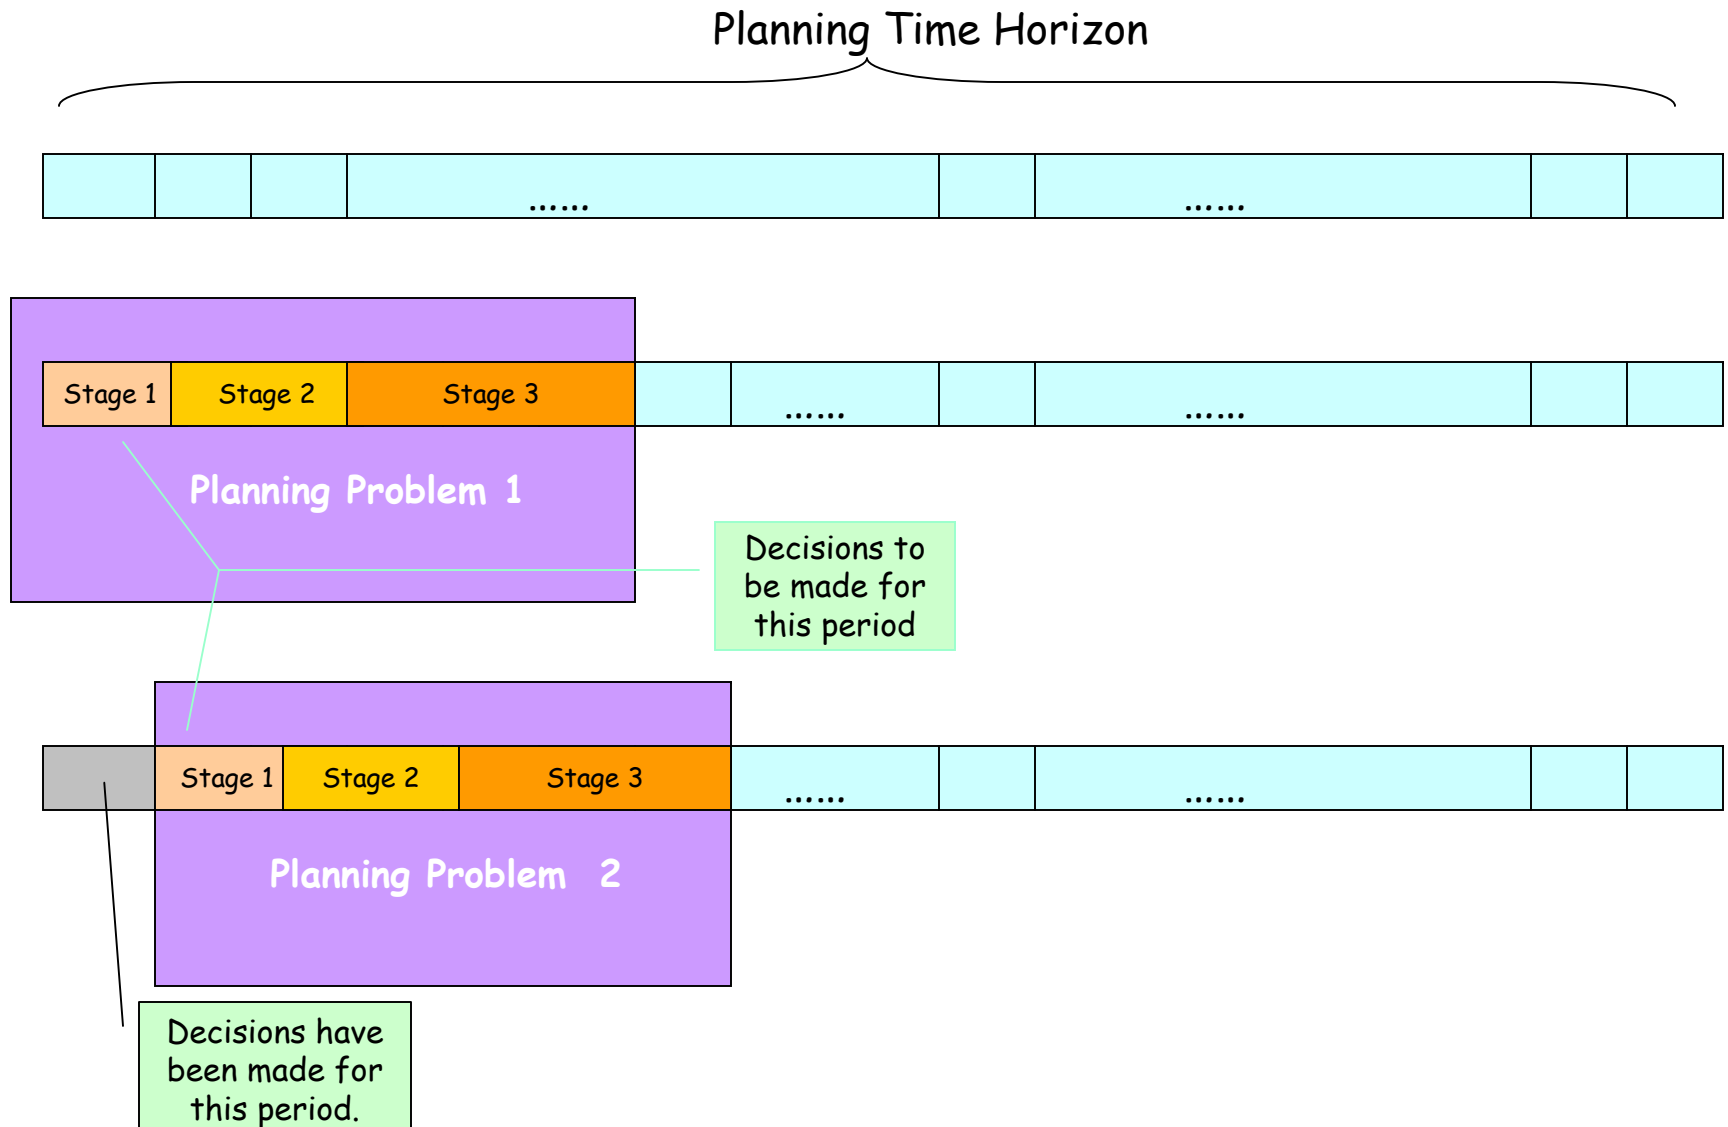 Planning Time Horizon
...... ......
Stage 1 Stage 2 Stage 3 ...... ......
Planning Problem 1
Decisions to
be made for
this period
Stage 1 Stage 2 Stage 3 ...... ......
Planning Problem 2
Decisions have
been made for
this period.